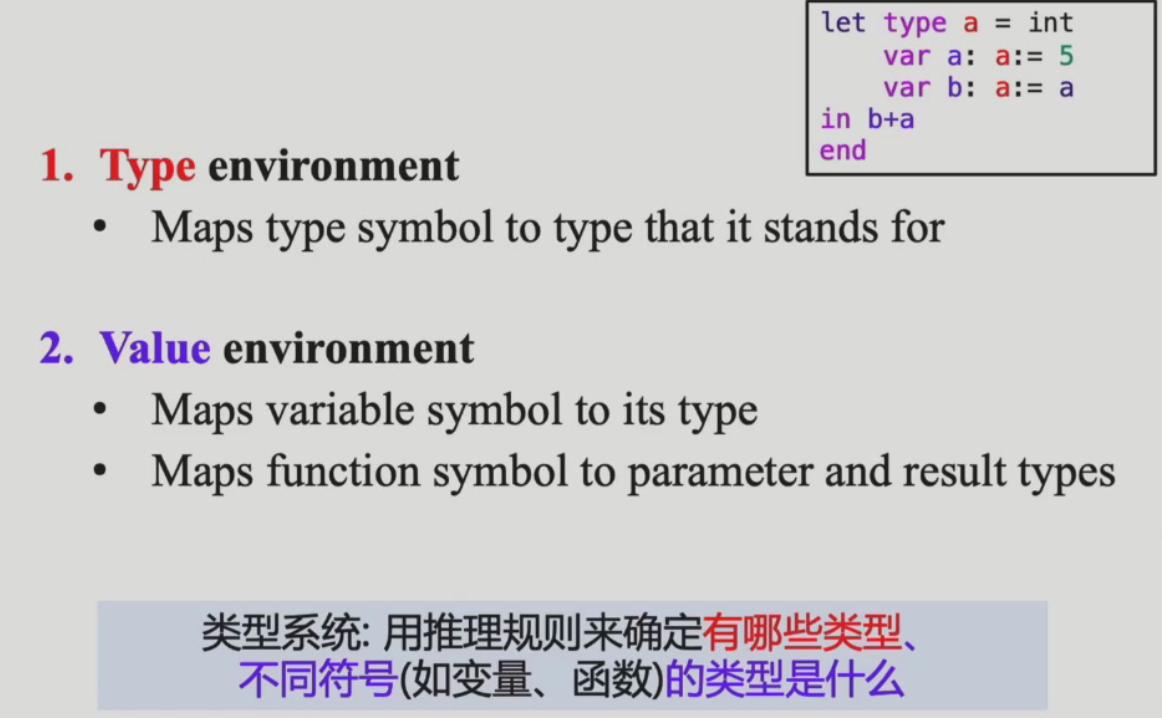 let type a = int
var a: a:= 5
var b: a:= a
in b+a
end
1. Type environment
• Maps type symbol to type that it stands for
2. Value environment
• Maps variable symbol to its type
• Maps function symbol to parameter and result types
类型系统: 用推理规则来确定有哪些类型、
不同符号(如变量、函数)的类型是什么